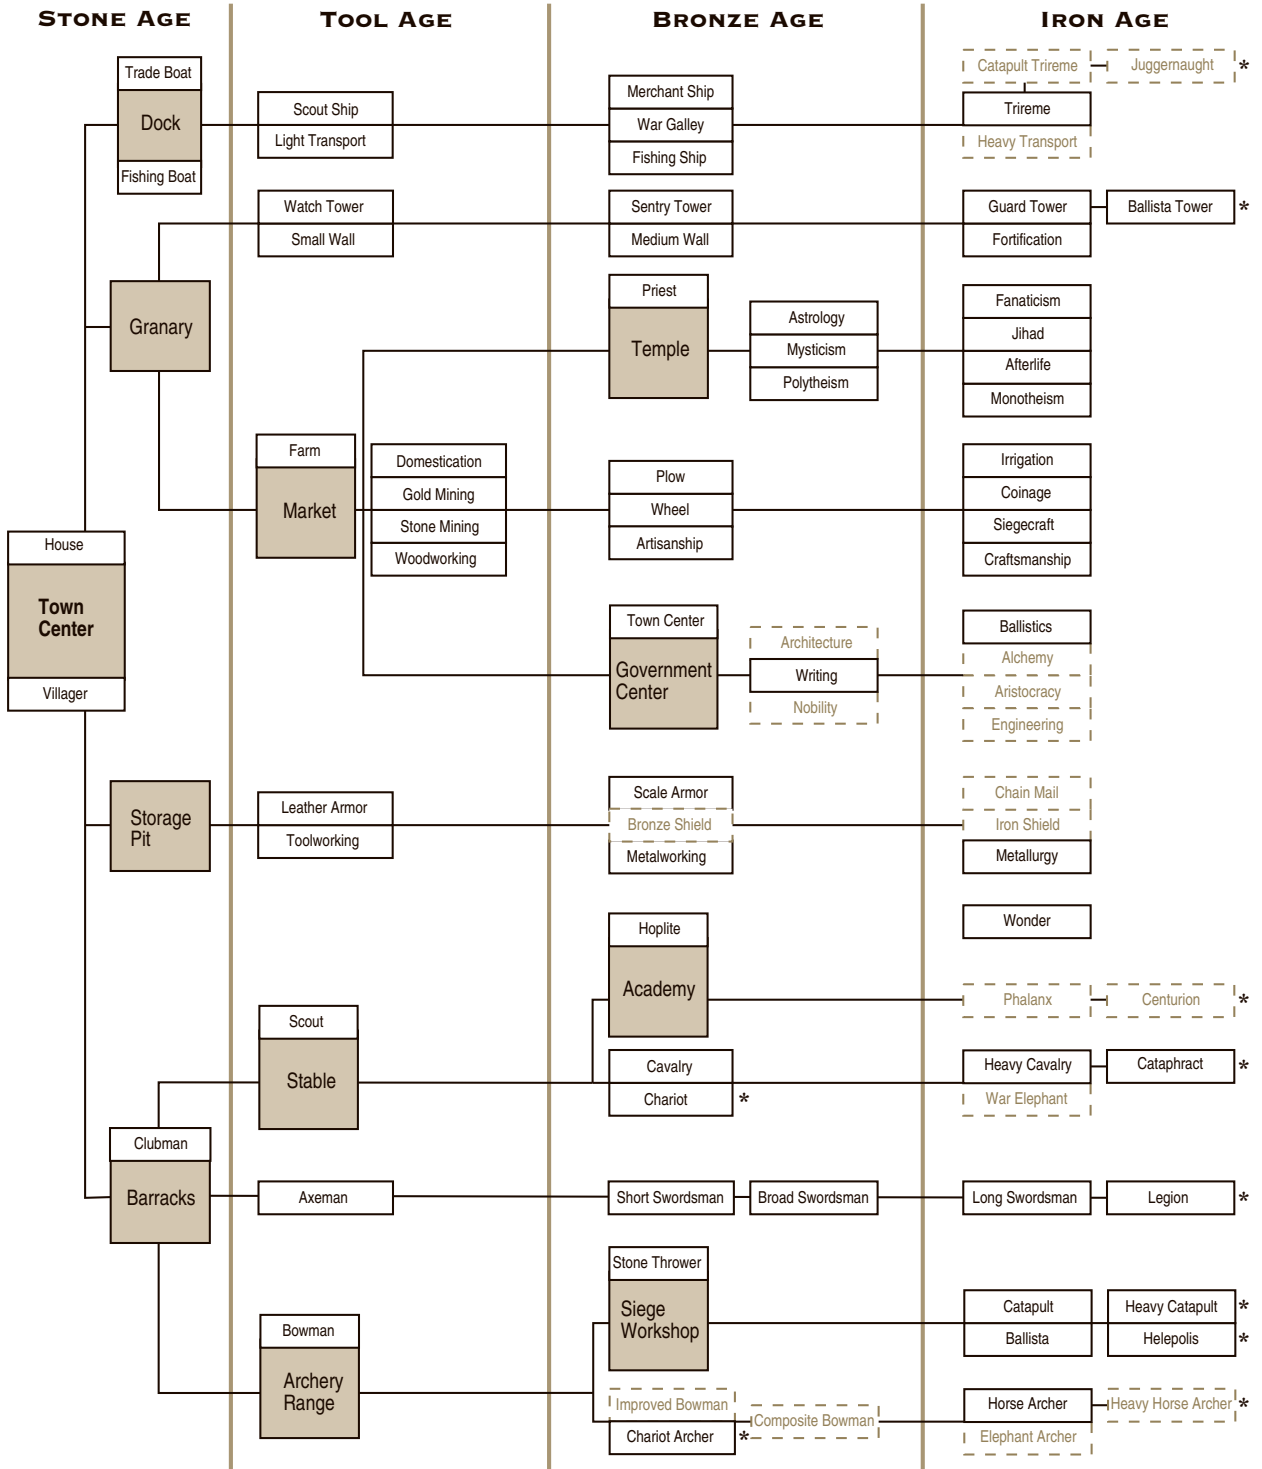 STONE AGE
TOOL AGE
BRONZE AGE
IRON AGE
Trade Boat
Dock
Fishing Boat
Scout Ship
Light Transport
Merchant Ship
War Galley
Fishing Ship
Catapult Trireme
Juggernaught *
Trireme
Heavy Transport
Watch Tower
Small Wall
Sentry Tower
Medium Wall
Guard Tower
Ballista Tower *
Fortification
Granary
Priest
Temple
Astrology
Mysticism
Polytheism
Fanaticism
Jihad
Afterlife
Monotheism
Farm
Market
Domestication
Gold Mining
Stone Mining
Woodworking
Plow
Wheel
Artisanship
Irrigation
Coinage
Siegecraft
Craftsmanship
House
Town
Center
Villager
Town Center
Government
Center
Architecture
Writing
Nobility
Ballistics
Alchemy
Aristocracy
Engineering
Storage
Pit
Leather Armor
Toolworking
Scale Armor
Bronze Shield
Metalworking
Chain Mail
Iron Shield
Metallurgy
Wonder
Hoplite
Academy
Phalanx
Centurion *
Scout
Stable
Cavalry
Chariot *
Heavy Cavalry
Cataphract *
War Elephant
Clubman
Barracks
Axeman
Short Swordsman
Broad Swordsman
Long Swordsman
Legion *
Stone Thrower
Siege
Workshop
Catapult
Heavy Catapult *
Ballista
Helepolis *
Bowman
Archery
Range
Improved Bowman
Chariot Archer *
Composite Bowman
Horse Archer
Heavy Horse Archer *
Elephant Archer